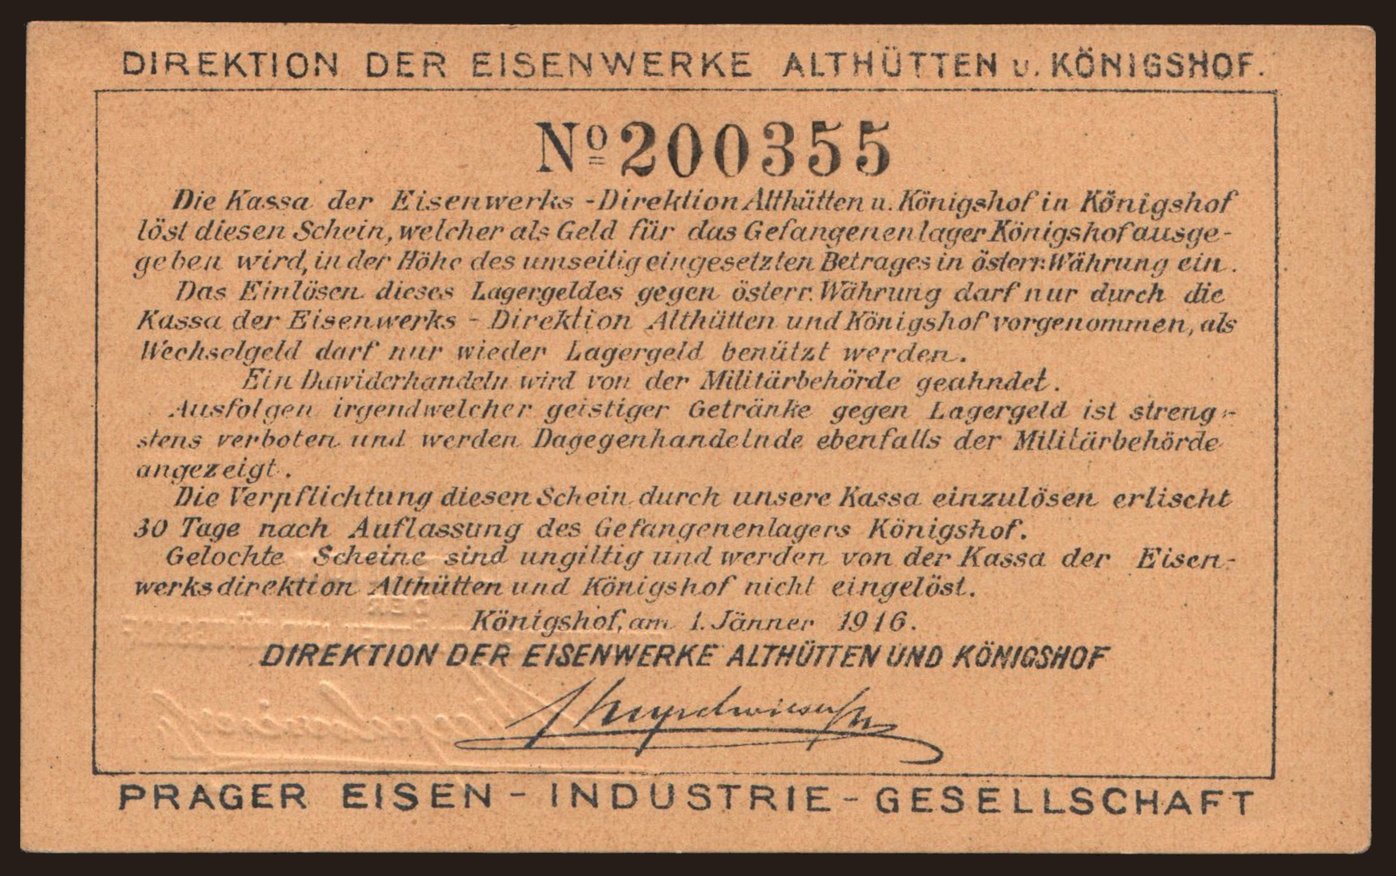 DIREKTION DER EISENWERKE ALTHÜTTEN u. KÖNIGSHOF.
No 200355
Die Kassa der Eisenwerks-Direktion Althütten u. Königshof in Königshof
löst diesen Schein, welcher als Geld für das Gefangenenlager Königshof ausge-
geben wird, in der Höhe des umseitig eingesetzten Betrages in österr. Währung ein.
Das Einlösen dieses Lagergeldes gegen österr. Währung darf nur durch die
Kassa der Eisenwerks-Direktion Althütten und Königshof vorgenommen, als
Wechselgeld darf nur wieder Lagergeld benützt werden.
Ein Dawiderhandeln wird von der Militärbehörde geahndet.
Ausfolgen irgendwelcher geistiger Getränke gegen Lagergeld ist streng-
stens verboten und werden Dagegenhandelnde ebenfalls der Militärbehörde
angezeigt.
Die Verpflichtung diesen Schein durch unsere Kassa einzulösen erlischt
30 Tage nach Auflassung des Gefangenenlagers Königshof.
Gelochte Scheine sind ungiltig und werden von der Kassa der Eisen-
werksdirektion Althütten und Königshof nicht eingelöst.
Königshof, am 1. Jänner 1916.
DIREKTION DER EISENWERKE ALTHÜTTEN UND KÖNIGSHOF
PRAGER EISEN-INDUSTRIE-GESELLSCHAFT